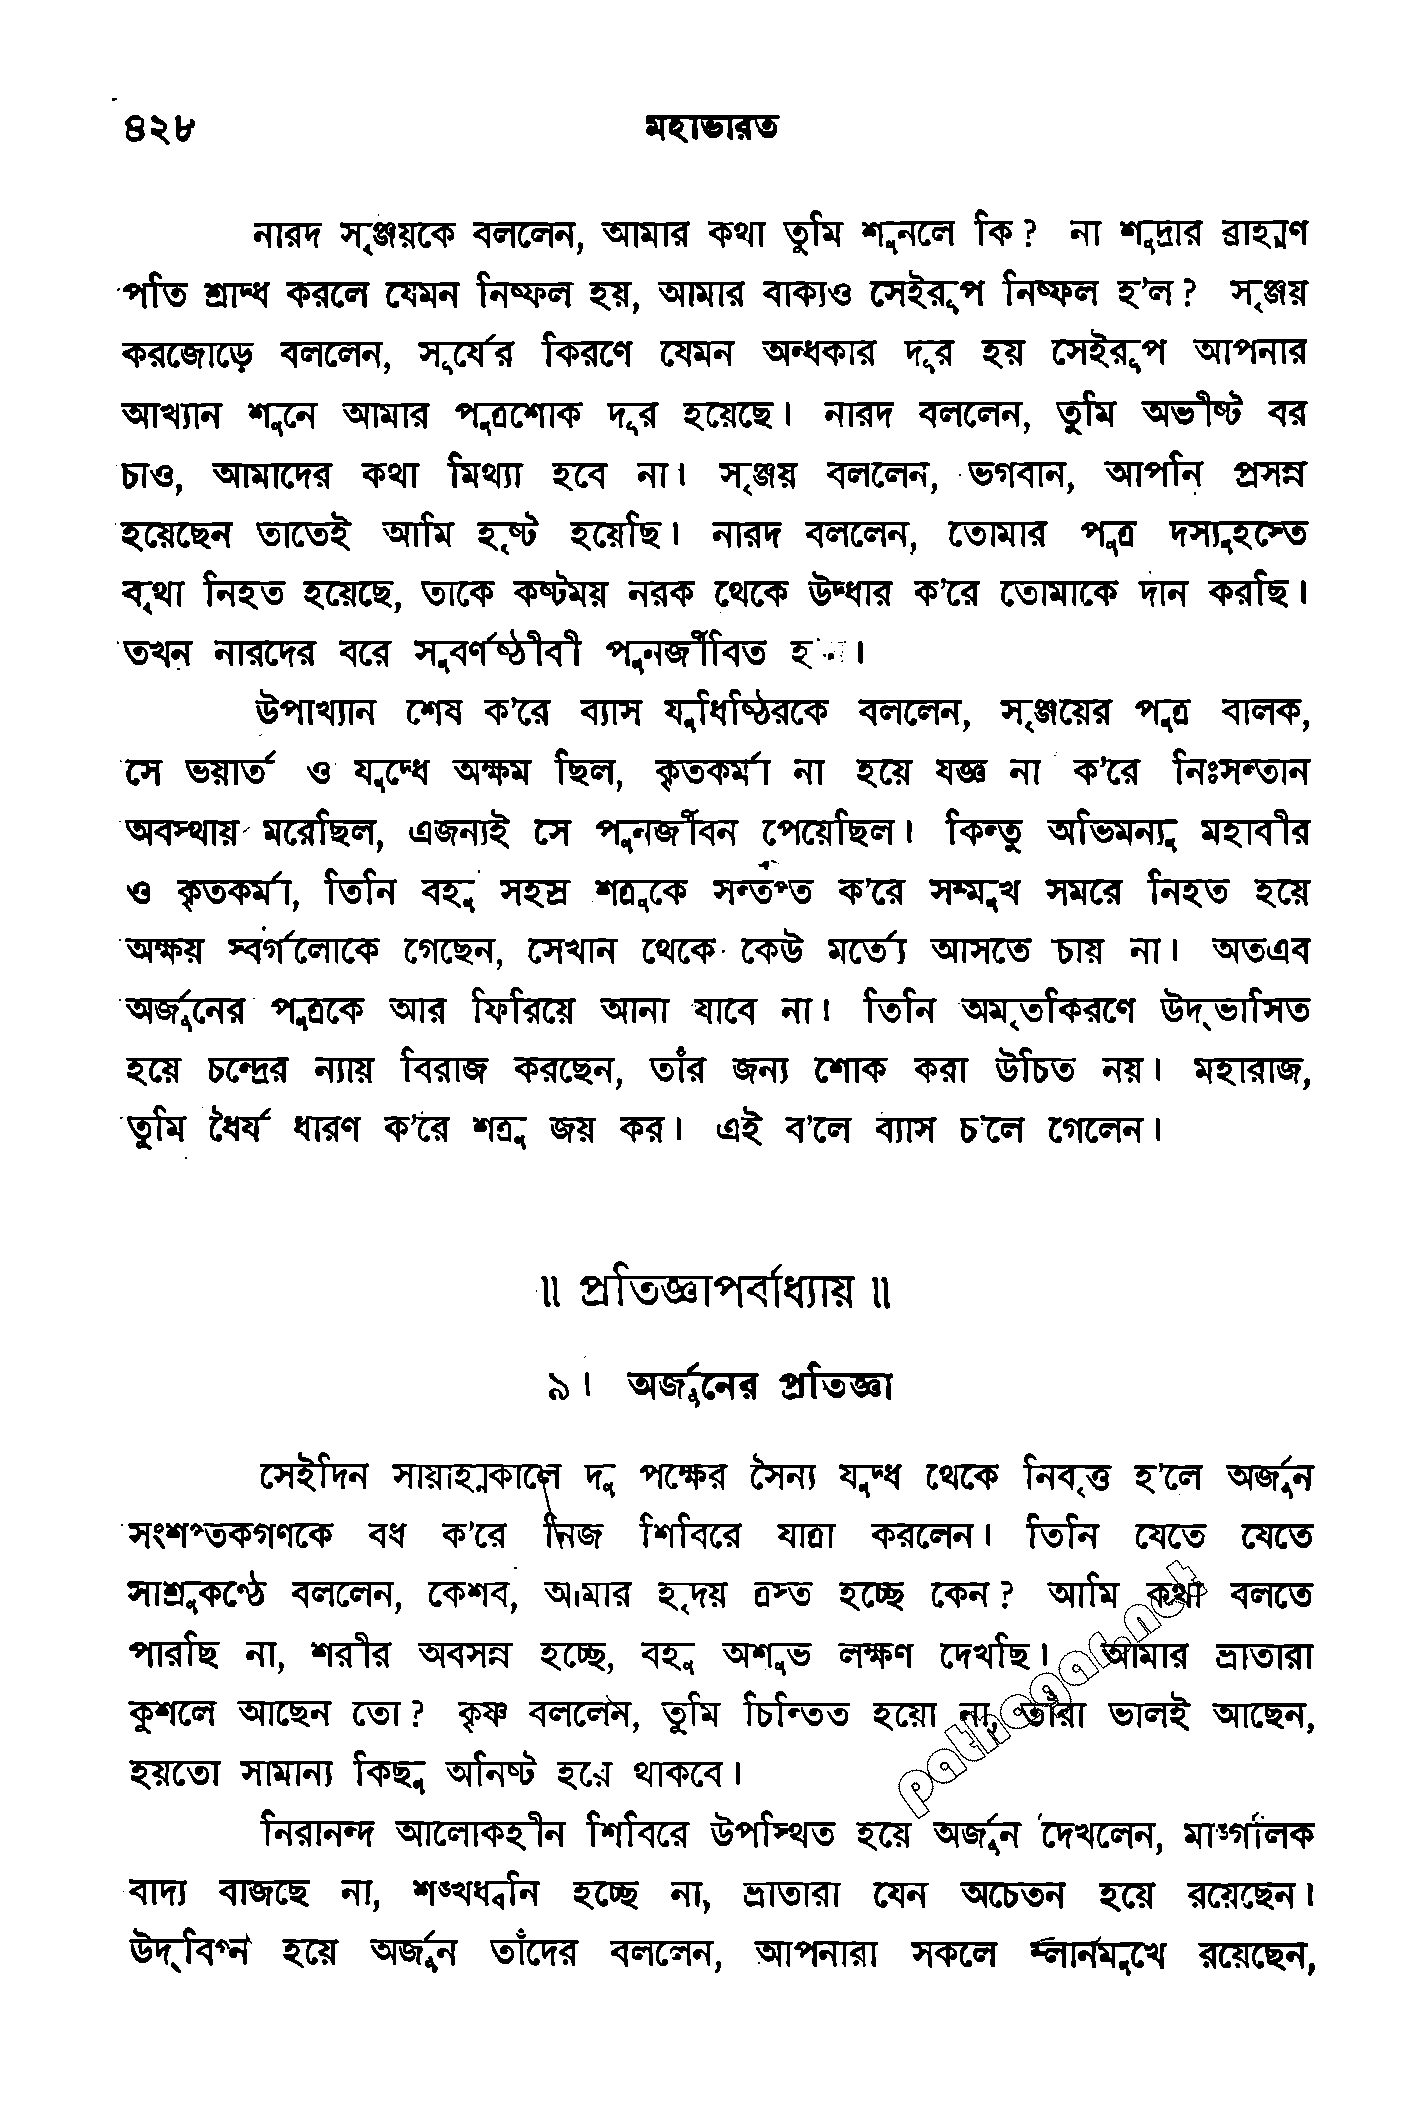 ৪২৮ মহাভারত
নারদ সৃঞ্জয়কে বললেন, আমার কথা তুমি শুনলে কি? না শূদ্রার ব্রাহ্মণ
পতি শ্রাদ্ধ করলে যেমন নিষ্ফল হয়, আমার বাক্যও সেইরূপ নিষ্ফল হ’ল? সৃঞ্জয়
করজোড়ে বললেন, সূর্যের কিরণে যেমন অন্ধকার দূর হয় সেইরূপ আপনার
আখ্যান শুনে আমার পুত্রশোক দূর হয়েছে। নারদ বললেন, তুমি অভীষ্ট বর
চাও, আমাদের কথা মিথ্যা হবে না। সৃঞ্জয় বললেন, ভগবান, আপনি প্রসন্ন
হয়েছেন তাতেই আমি হৃষ্ট হয়েছি। নারদ বললেন, তোমার পুত্র দস্যুহস্তে
বৃথা নিহত হয়েছে, তাকে কষ্টময় নরক থেকে উদ্ধার ক’রে তোমাকে দান করছি।
তখন নারদের বরে সুবর্ণষ্ঠীবী পুনর্জীবিত ।
উপাখ্যান শেষ ক’রে ব্যাস যুধিষ্ঠিরকে বললেন, সৃঞ্জয়ের পুত্র বালক,
সে ভয়ার্ত ও যুদ্ধে অক্ষম ছিল, কৃতকর্মা না হয়ে যজ্ঞ না ক’রে নিঃসন্তান
অবস্থায় মরেছিল, এজন্যই সে পুনর্জীবন পেয়েছিল। কিন্তু অভিমন্যু মহাবীর
ও কৃতকর্মা, তিনি বহু সহস্র শত্রুকে সন্তপ্ত ক’রে সম্মুখ সমরে নিহত হয়ে
অক্ষয় স্বর্গলোকে গেছেন, সেখান থেকে কেউ মর্ত্যে আসতে চায় না। অতএব
অর্জুনের পুত্রকে আর ফিরিয়ে আনা যাবে না। তিনি অমৃতকিরণে উদ্‌ভাসিত
হয়ে চন্দ্রের ন্যায় বিরাজ করছেন, তাঁর জন্য শোক করা উচিত নয়। মহারাজ,
তুমি ধৈর্য ধারণ ক’রে শত্রু জয় কর। এই ব’লে ব্যাস চ’লে গেলেন।
॥ প্রতিজ্ঞাপর্বাধ্যায় ॥
৯। অর্জুনের প্রতিজ্ঞা
সেইদিন সায়াহ্নকালে দু পক্ষের সৈন্য যুদ্ধ থেকে নিবৃত্ত হ’লে অর্জুন
সংশপ্তকগণকে বধ ক’রে নিজ শিবিরে যাত্রা করলেন। তিনি যেতে যেতে
সাশ্রুকণ্ঠে বললেন, কেশব, আমার হৃদয় ত্রস্ত হচ্ছে কেন? আমি কথা বলতে
পারছি না, শরীর অবসন্ন হচ্ছে, বহু অশুভ লক্ষণ দেখছি। আমার ভ্রাতারা
কুশলে আছেন তো? কৃষ্ণ বললেন, তুমি চিন্তিত হয়ো না, তাঁরা ভালই আছেন,
হয়তো সামান্য কিছু অনিষ্ট হয়ে থাকবে।
নিরানন্দ আলোকহীন শিবিরে উপস্থিত হয়ে অর্জুন দেখলেন, মাঙ্গলিক
বাদ্য বাজছে না, শঙ্খধ্বনি হচ্ছে না, ভ্রাতারা যেন অচেতন হয়ে রয়েছেন।
উদ্‌বিগ্ন হয়ে অর্জুন তাঁদের বললেন, আপনারা সকলে ম্লানমুখে রয়েছেন,
pathagar.net